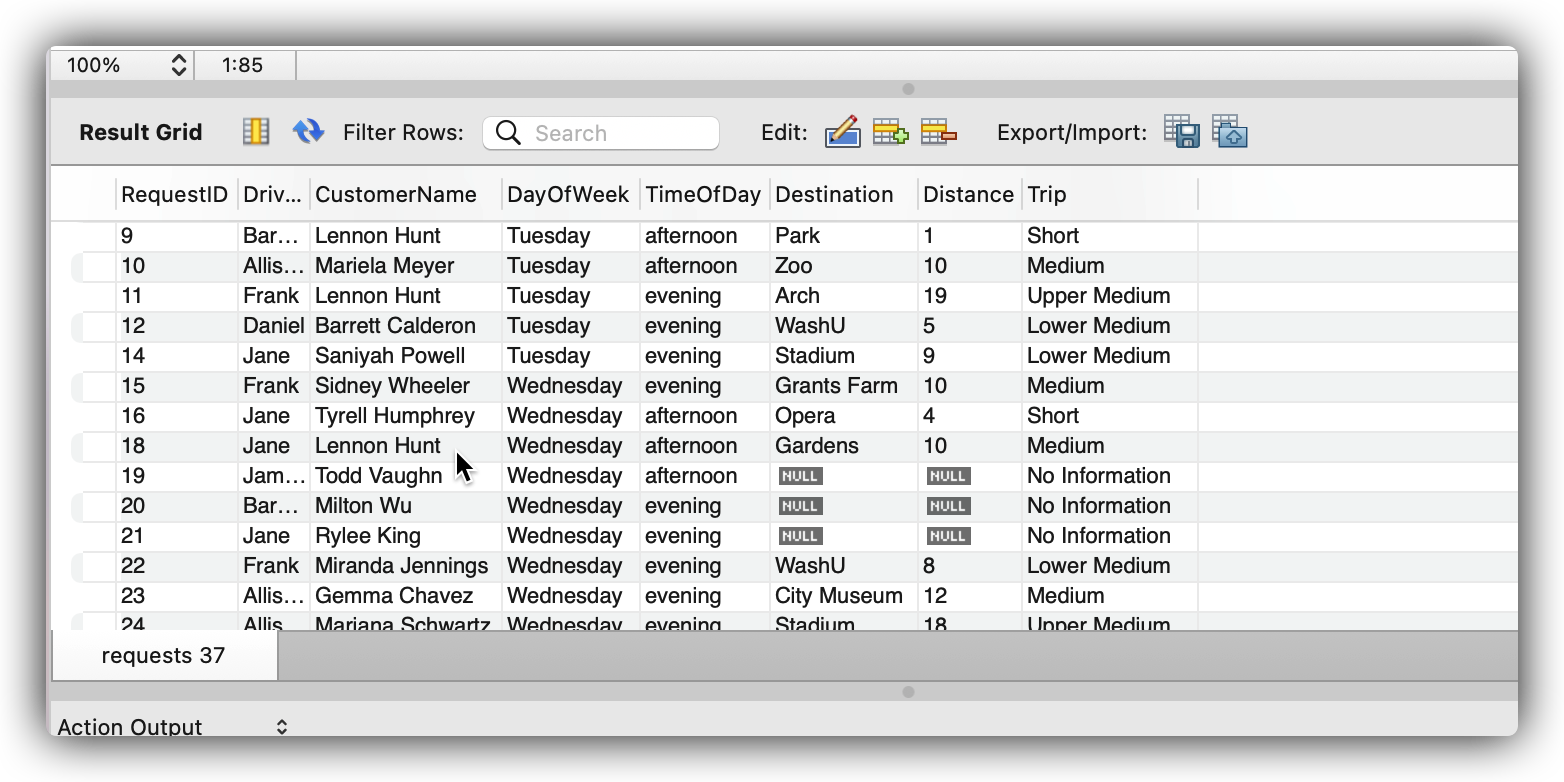 100% 1:85
Result Grid Filter Rows: Search Edit: Export/Import:
RequestID Driv... CustomerName DayOfWeek TimeOfDay Destination Distance Trip
9 Bar... Lennon Hunt Tuesday afternoon Park 1 Short
10 Allis... Mariela Meyer Tuesday afternoon Zoo 10 Medium
11 Frank Lennon Hunt Tuesday evening Arch 19 Upper Medium
12 Daniel Barrett Calderon Tuesday evening WashU 5 Lower Medium
14 Jane Saniyah Powell Tuesday evening Stadium 9 Lower Medium
15 Frank Sidney Wheeler Wednesday evening Grants Farm 10 Medium
16 Jane Tyrell Humphrey Wednesday afternoon Opera 4 Short
18 Jane Lennon Hunt Wednesday afternoon Gardens 10 Medium
19 Jam... Todd Vaughn Wednesday afternoon NULL NULL No Information
20 Bar... Milton Wu Wednesday evening NULL NULL No Information
21 Jane Rylee King Wednesday evening NULL NULL No Information
22 Frank Miranda Jennings Wednesday evening WashU 8 Lower Medium
23 Allis... Gemma Chavez Wednesday evening City Museum 12 Medium
24 Allis... Mariana Schwartz Wednesday evening Stadium 18 Upper Medium
requests 37
Action Output